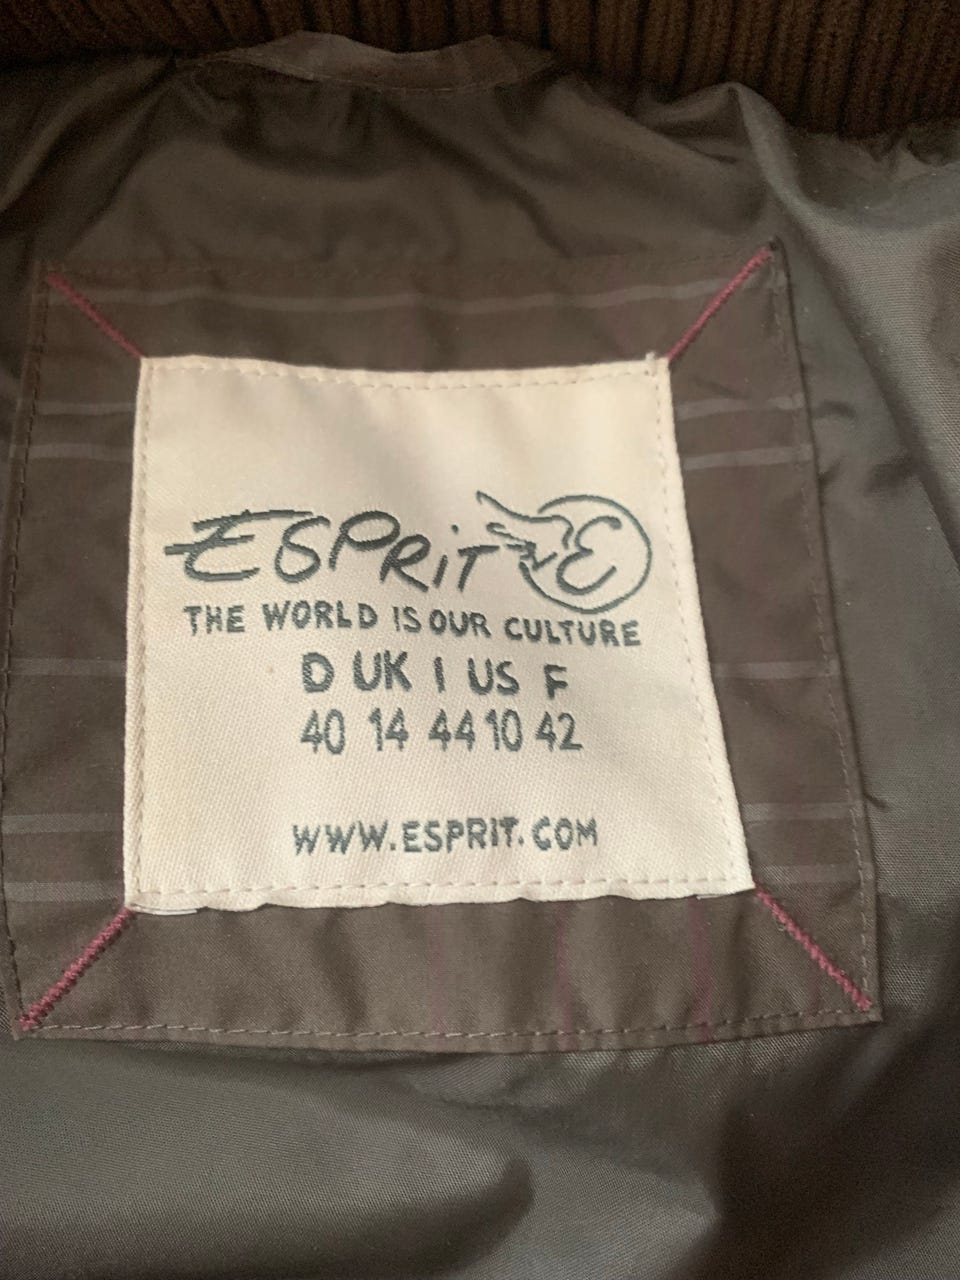 ESPRiT E
THE WORLD IS OUR CULTURE
D UK I US F
40 14 44 10 42
WWW.ESPRIT.COM